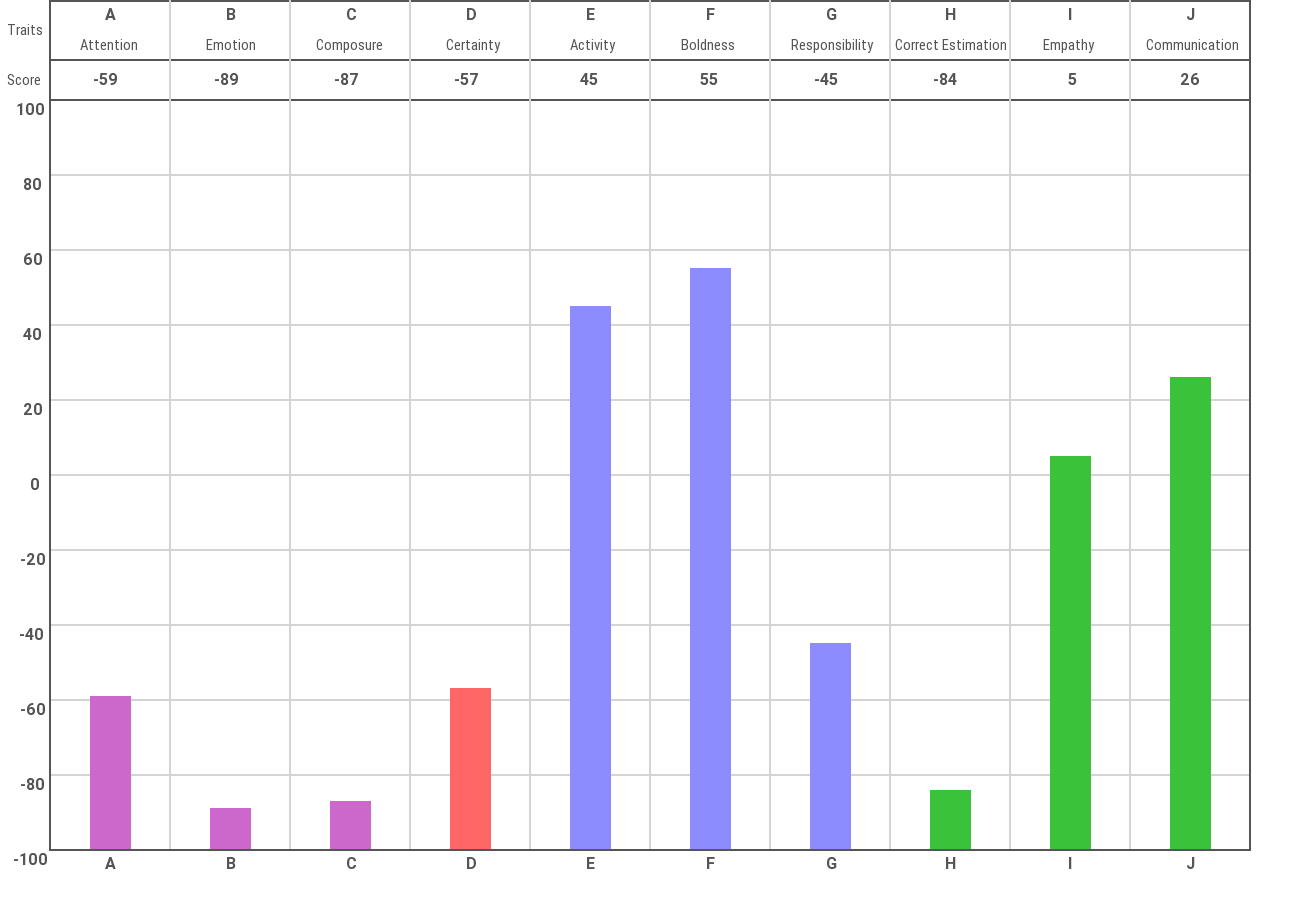 Traits A B C D E F G H I J
Attention Emotion Composure Certainty Activity Boldness Responsibility Correct Estimation Empathy Communication
Score -59 -89 -87 -57 45 55 -45 -84 5 26
100
80
60
40
20
0
-20
-40
-60
-80
-100
A B C D E F G H I J